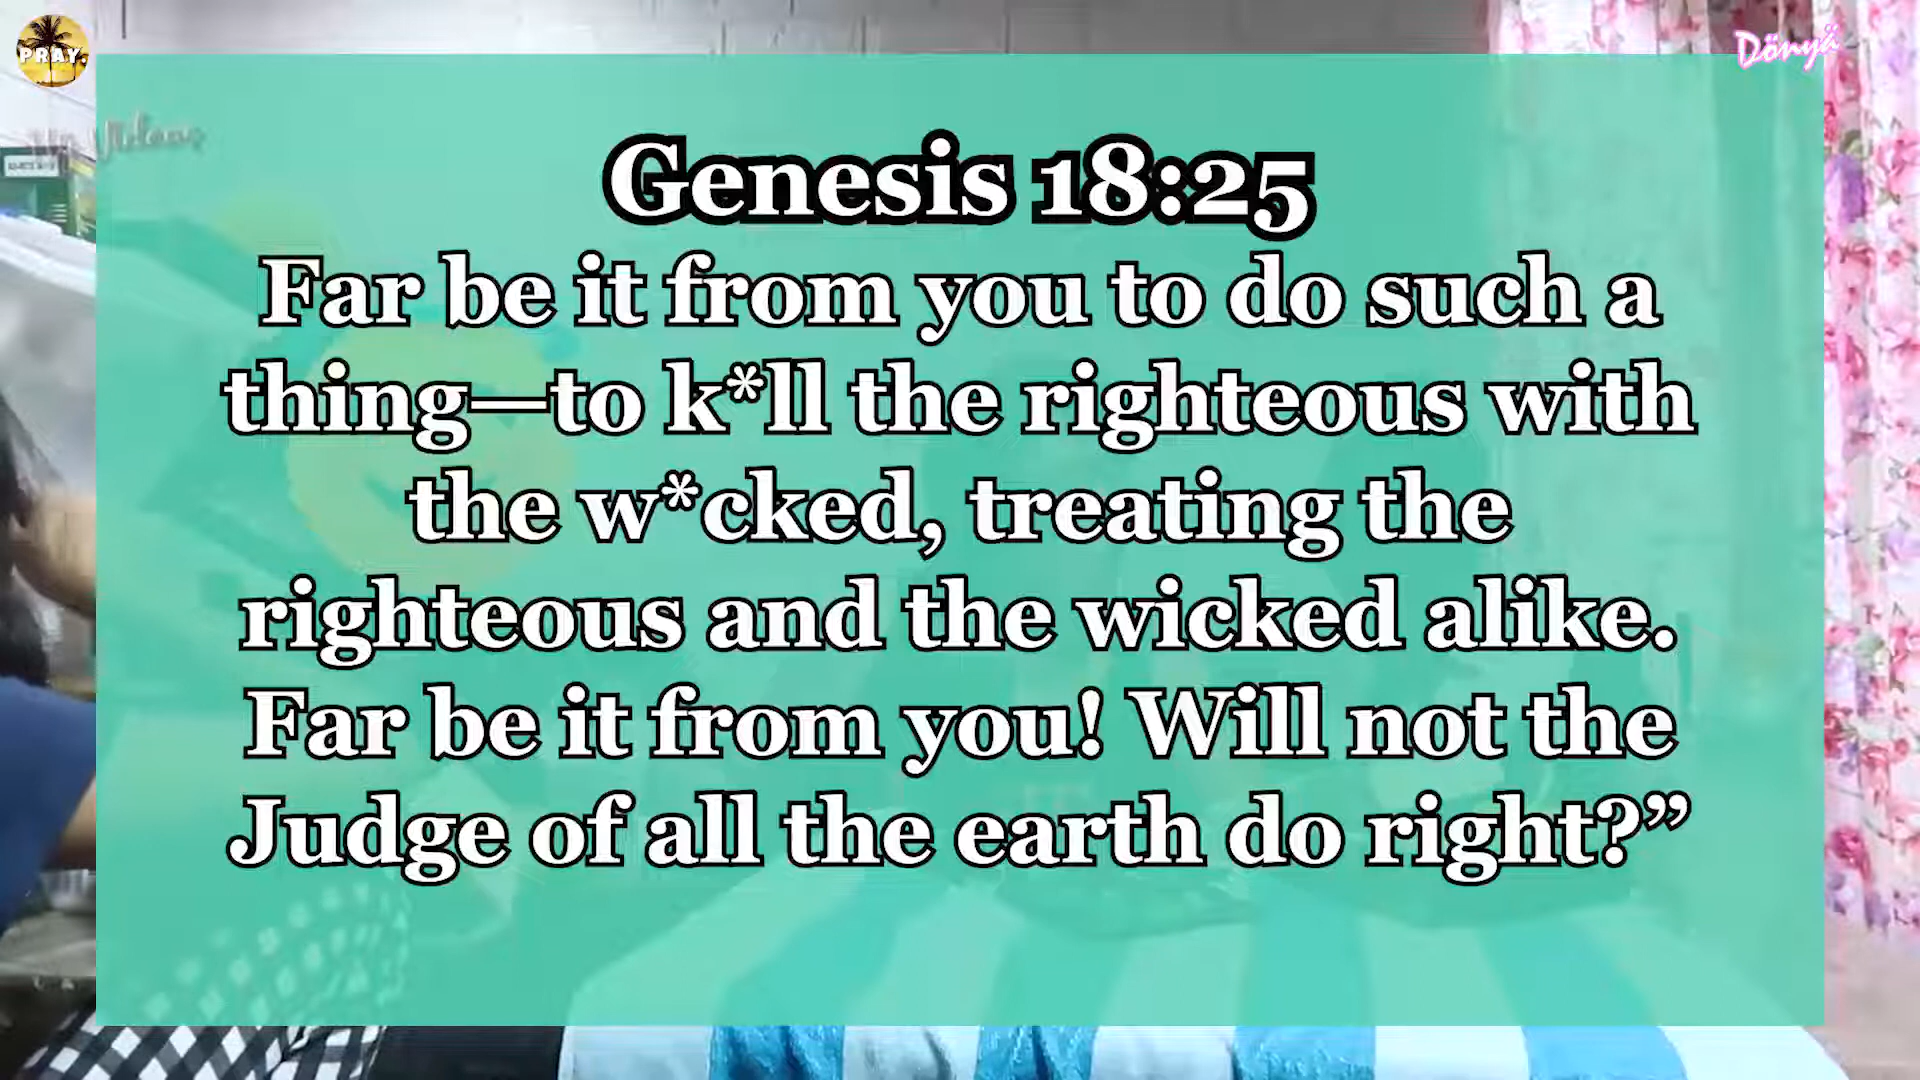 PRAY.
Dönyä
Genesis 18:25
Far be it from you to do such a
thing—to k*ll the righteous with
the w*cked, treating the
righteous and the wicked alike.
Far be it from you! Will not the
Judge of all the earth do right?”